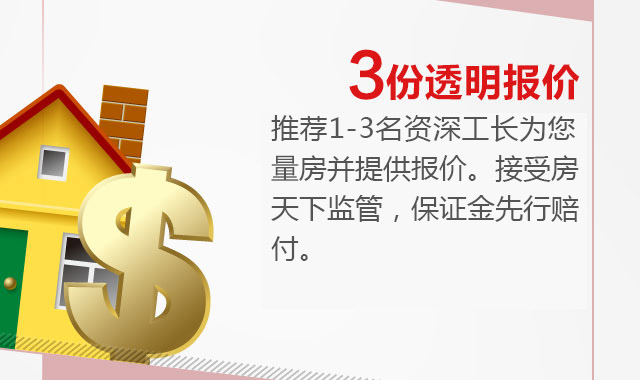 3份透明报价
推荐1-3名资深工长为您
量房并提供报价。接受房
天下监管，保证金先行赔
付。